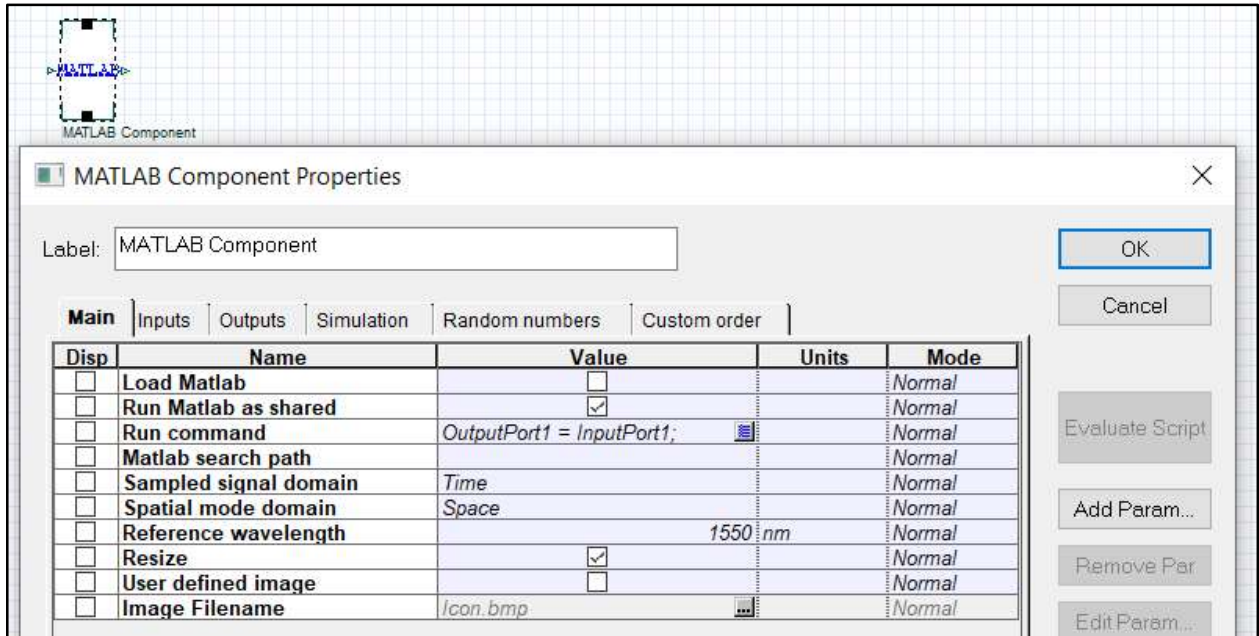 MATLAB
MATLAB Component
MATLAB Component Properties
Label: MATLAB Component
OK
Cancel
Main Inputs Outputs Simulation Random numbers Custom order
Disp Name Value Units Mode
Load Matlab Normal
Run Matlab as shared Normal
Run command OutputPort1 = InputPort1; Normal
Matlab search path Normal
Sampled signal domain Time Normal
Spatial mode domain Space Normal
Reference wavelength 1550 nm Normal
Resize Normal
User defined image Normal
Image Filename Icon.bmp ... Normal
Evaluate Script
Add Param...
Remove Par
Edit Param...